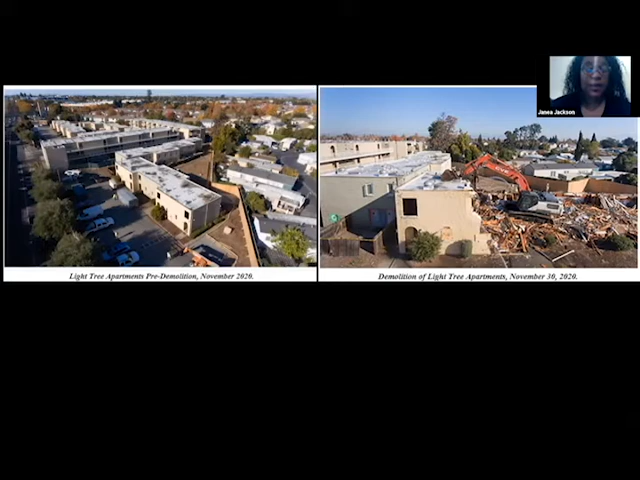 Janea Jackson
Light Tree Apartments Pre-Demolition, November 2020.
Demolition of Light Tree Apartments, November 30, 2020.